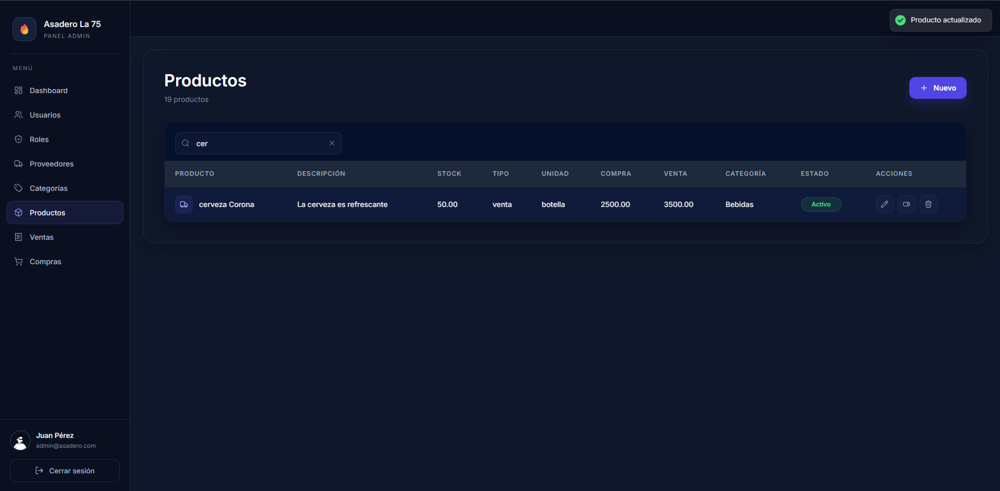 Asadero La 75
PANEL ADMIN
MENÚ
Dashboard
Usuarios
Roles
Proveedores
Categorías
Productos
Ventas
Compras
Juan Pérez
admin@asadero.com
Cerrar sesión
Producto actualizado
Productos
19 productos
Nuevo
cer
PRODUCTO DESCRIPCIÓN STOCK TIPO UNIDAD COMPRA VENTA CATEGORÍA ESTADO ACCIONES
cerveza Corona La cerveza es refrescante 50.00 venta botella 2500.00 3500.00 Bebidas Activo